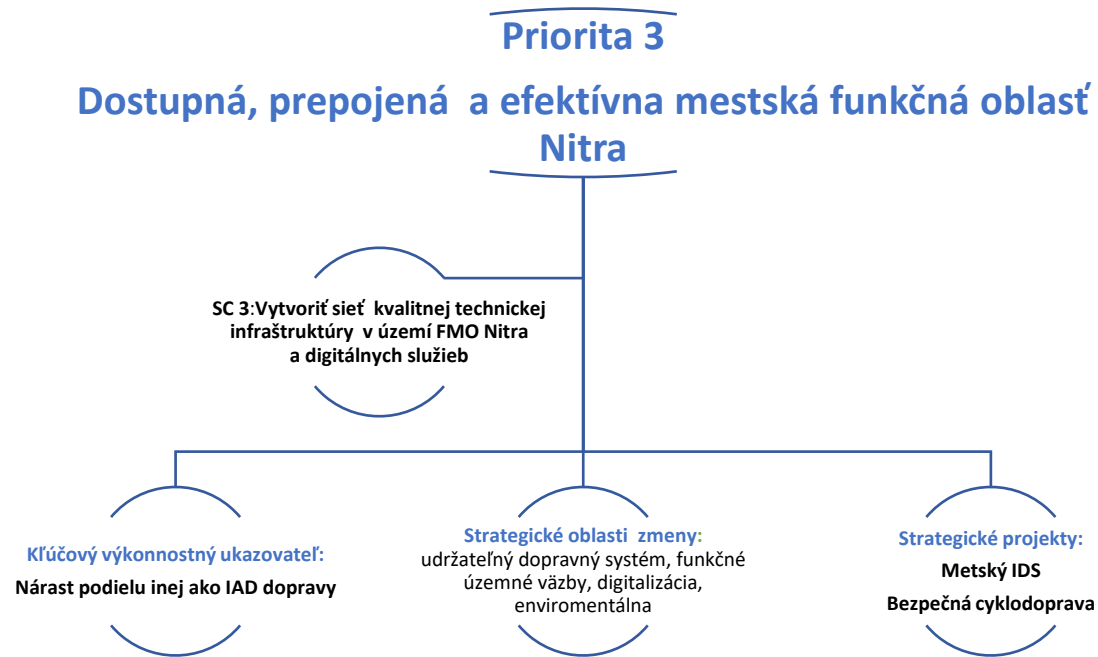 Priorita 3
Dostupná, prepojená  a efektívna mestská funkčná oblasť
Nitra
SC 3:Vytvoriť sieť  kvalitnej technickej
infraštruktúry  v území FMO Nitra
a digitálnych služieb
Kľúčový výkonnostný ukazovateľ:
Nárast podielu inej ako IAD dopravy
Strategické oblasti  zmeny:
udržateľný dopravný systém, funkčné
územné väzby, digitalizácia,
enviromentálna
Strategické projekty:
Metský IDS
Bezpečná cyklodoprava